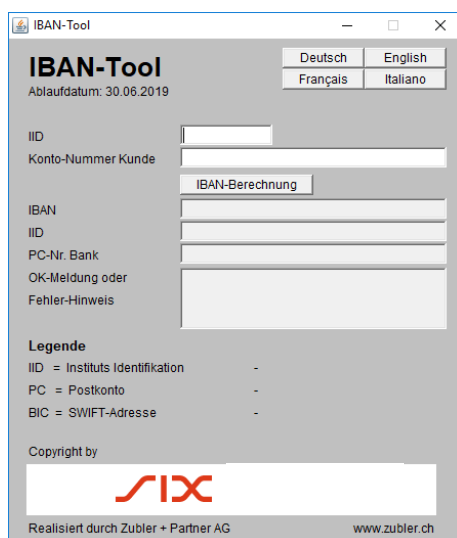 IBAN-Tool
IBAN-Tool
Deutsch English
Français Italiano
Ablaufdatum: 30.06.2019
IID
Konto-Nummer Kunde
IBAN-Berechnung
IBAN
IID
PC-Nr. Bank
OK-Meldung oder
Fehler-Hinweis
Legende
IID = Instituts Identifikation -
PC = Postkonto -
BIC = SWIFT-Adresse -
Copyright by
SIX
Realisiert durch Zubler + Partner AG www.zubler.ch